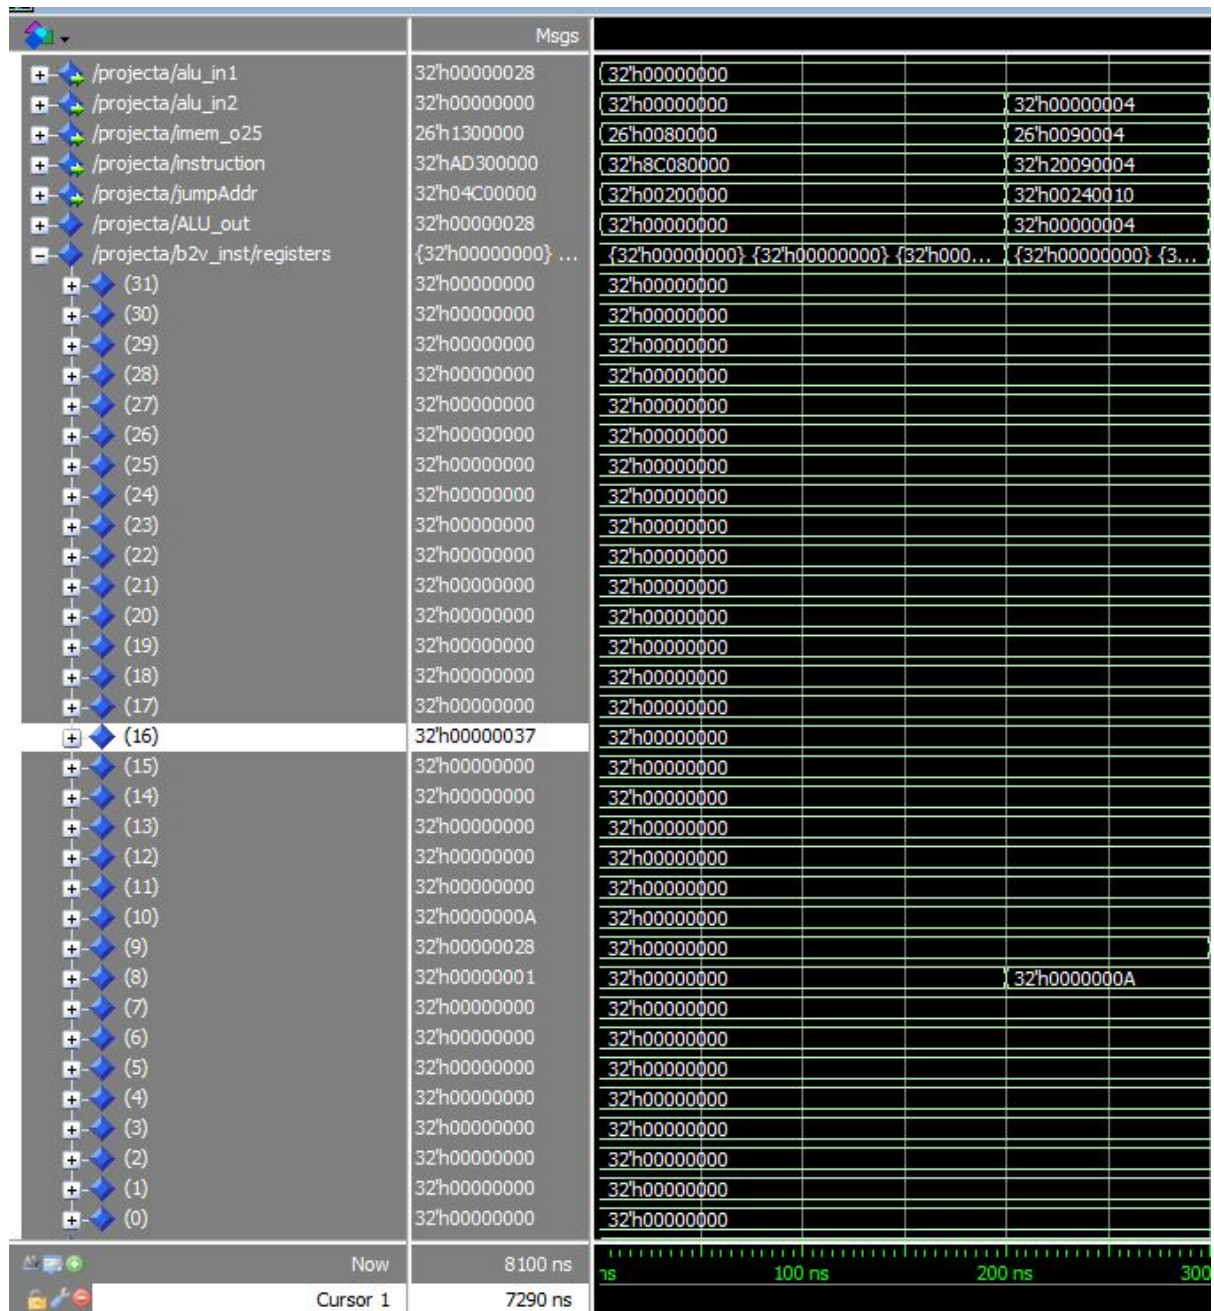 Msgs
/projecta/alu_in1 32'h00000028 32'h00000000
/projecta/alu_in2 32'h00000000 32'h00000000 32'h00000004
/projecta/imem_o25 26'h1300000 26'h0080000 26'h0090004
/projecta/instruction 32'hAD300000 32'h8C080000 32'h20090004
/projecta/jumpAddr 32'h04C00000 32'h00200000 32'h00240010
/projecta/ALU_out 32'h00000028 32'h00000000 32'h00000004
/projecta/b2v_inst/registers {32'h00000000} ... {32'h00000000} {32'h00000000} {32'h000... {32'h00000000} {3...
(31) 32'h00000000 32'h00000000
(30) 32'h00000000 32'h00000000
(29) 32'h00000000 32'h00000000
(28) 32'h00000000 32'h00000000
(27) 32'h00000000 32'h00000000
(26) 32'h00000000 32'h00000000
(25) 32'h00000000 32'h00000000
(24) 32'h00000000 32'h00000000
(23) 32'h00000000 32'h00000000
(22) 32'h00000000 32'h00000000
(21) 32'h00000000 32'h00000000
(20) 32'h00000000 32'h00000000
(19) 32'h00000000 32'h00000000
(18) 32'h00000000 32'h00000000
(17) 32'h00000000 32'h00000000
(16) 32'h00000037 32'h00000000
(15) 32'h00000000 32'h00000000
(14) 32'h00000000 32'h00000000
(13) 32'h00000000 32'h00000000
(12) 32'h00000000 32'h00000000
(11) 32'h00000000 32'h00000000
(10) 32'h0000000A 32'h00000000
(9) 32'h00000028 32'h00000000
(8) 32'h00000001 32'h00000000 32'h0000000A
(7) 32'h00000000 32'h00000000
(6) 32'h00000000 32'h00000000
(5) 32'h00000000 32'h00000000
(4) 32'h00000000 32'h00000000
(3) 32'h00000000 32'h00000000
(2) 32'h00000000 32'h00000000
(1) 32'h00000000 32'h00000000
(0) 32'h00000000 32'h00000000
Now 8100 ns ns 100 ns 200 ns 300
Cursor 1 7290 ns